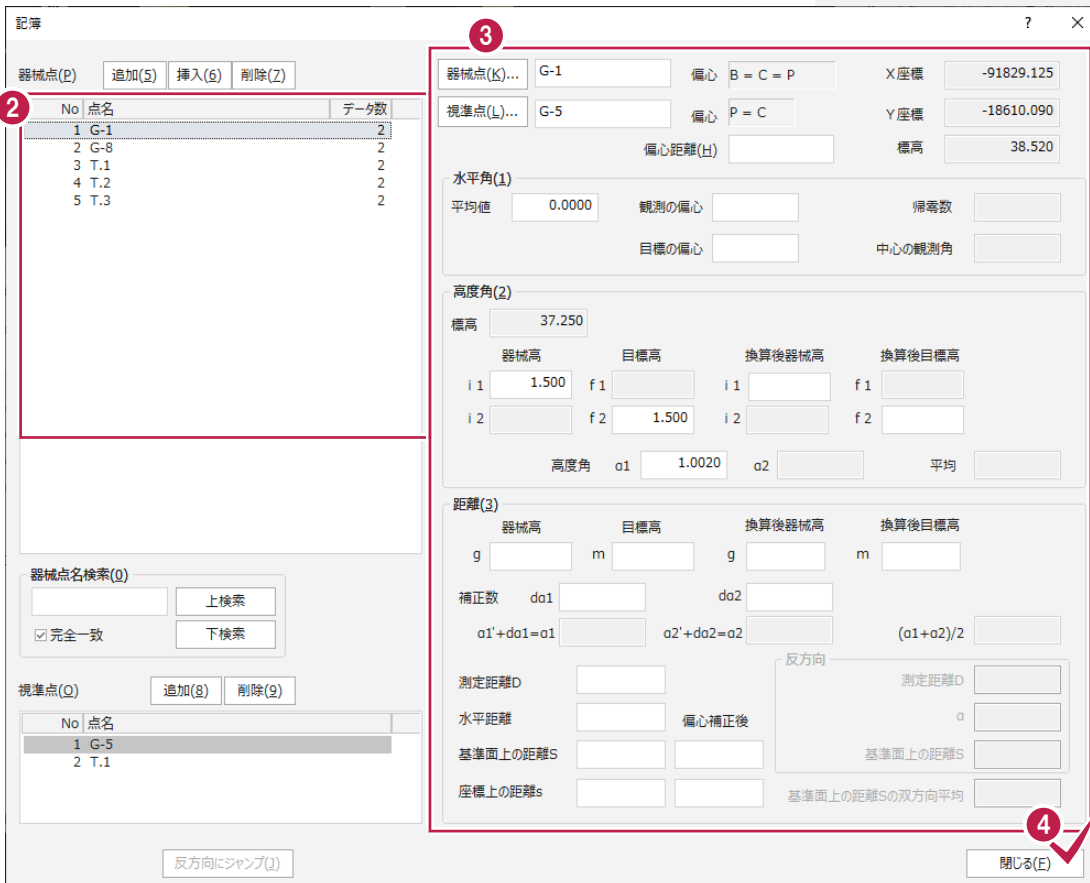 記簿 ? ×
3
器械点(P) 追加(5) 挿入(6) 削除(7)
2
No 点名 データ数
1 G-1 2
2 G-8 2
3 T.1 2
4 T.2 2
5 T.3 2
器械点名検索(0)
上検索
完全一致 下検索
視準点(O) 追加(8) 削除(9)
No 点名
1 G-5
2 T.1
反方向にジャンプ(J)
器械点(K)... G-1 偏心 B = C = P X座標 -91829.125
視準点(L)... G-5 偏心 P = C Y座標 -18610.090
偏心距離(H) 標高 38.520
水平角(1)
平均値 0.0000 観測の偏心 帰零数
目標の偏心 中心の観測角
高度角(2)
標高 37.250
器械高 目標高 換算後器械高 換算後目標高
i 1 1.500 f 1 i 1 f 1
i 2 f 2 1.500 i 2 f 2
高度角 α1 1.0020 α2 平均
距離(3)
器械高 目標高 換算後器械高 換算後目標高
g m g m
補正数 dα1 dα2
α1'+dα1=α1 α2'+dα2=α2 (α1+α2)/2
反方向
測定距離D 測定距離D
水平距離 偏心補正後 α
基準面上の距離S 基準面上の距離S
座標上の距離s 基準面上の距離Sの双方向平均
4
閉じる(F)